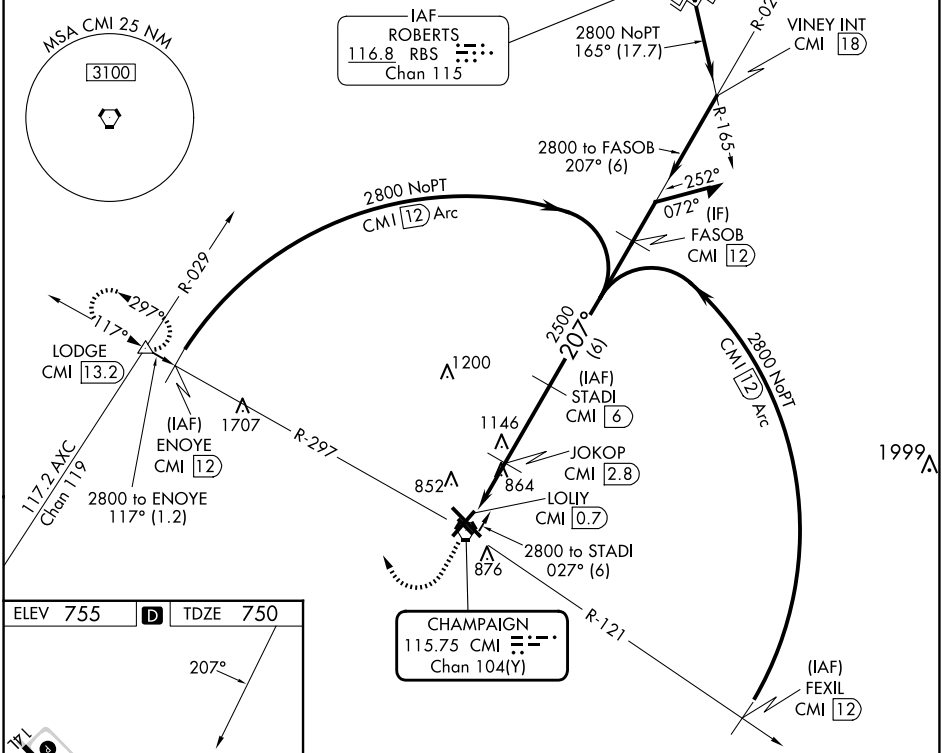 MSA CMI 25 NM
3100
IAF
ROBERTS
116.8 RBS
Chan 115
2800 NoPT
165° (17.7)
VINEY INT
CMI 18
R-165
2800 to FASOB
207° (6)
252°
072°
(IF)
FASOB
CMI 12
2800 NoPT
CMI 12 Arc
R-029
297°
117°
LODGE
CMI 13.2
(IAF)
ENOYE
CMI 12
1707
2800 to ENOYE
117° (1.2)
117.2 AXC
Chan 119
R-297
1200
2500
207°
(6)
(IAF)
STADI
CMI 6
2800 NoPT
CMI 12 Arc
1146
JOKOP
CMI 2.8
852
864
LOLIY
CMI 0.7
2800 to STADI
027° (6)
876
1999
R-121
CHAMPAIGN
115.75 CMI
Chan 104(Y)
(IAF)
FEXIL
CMI 12
ELEV 755 D TDZE 750
207°
14L